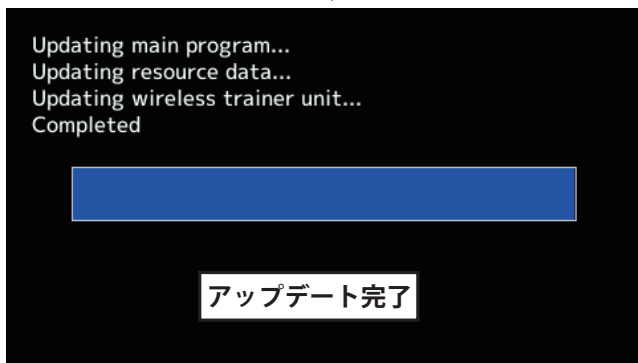 Updating main program...
Updating resource data...
Updating wireless trainer unit...
Completed
アップデート完了